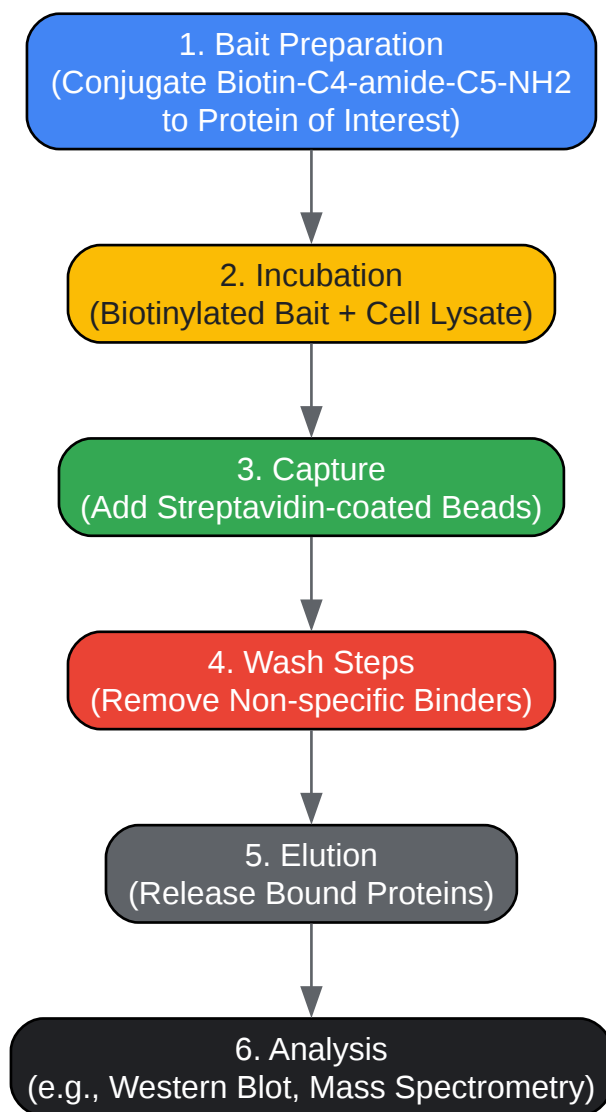 1. Bait Preparation
(Conjugate Biotin-C4-amide-C5-NH2
to Protein of Interest)
2. Incubation
(Biotinylated Bait + Cell Lysate)
3. Capture
(Add Streptavidin-coated Beads)
4. Wash Steps
(Remove Non-specific Binders)
5. Elution
(Release Bound Proteins)
6. Analysis
(e.g., Western Blot, Mass Spectrometry)